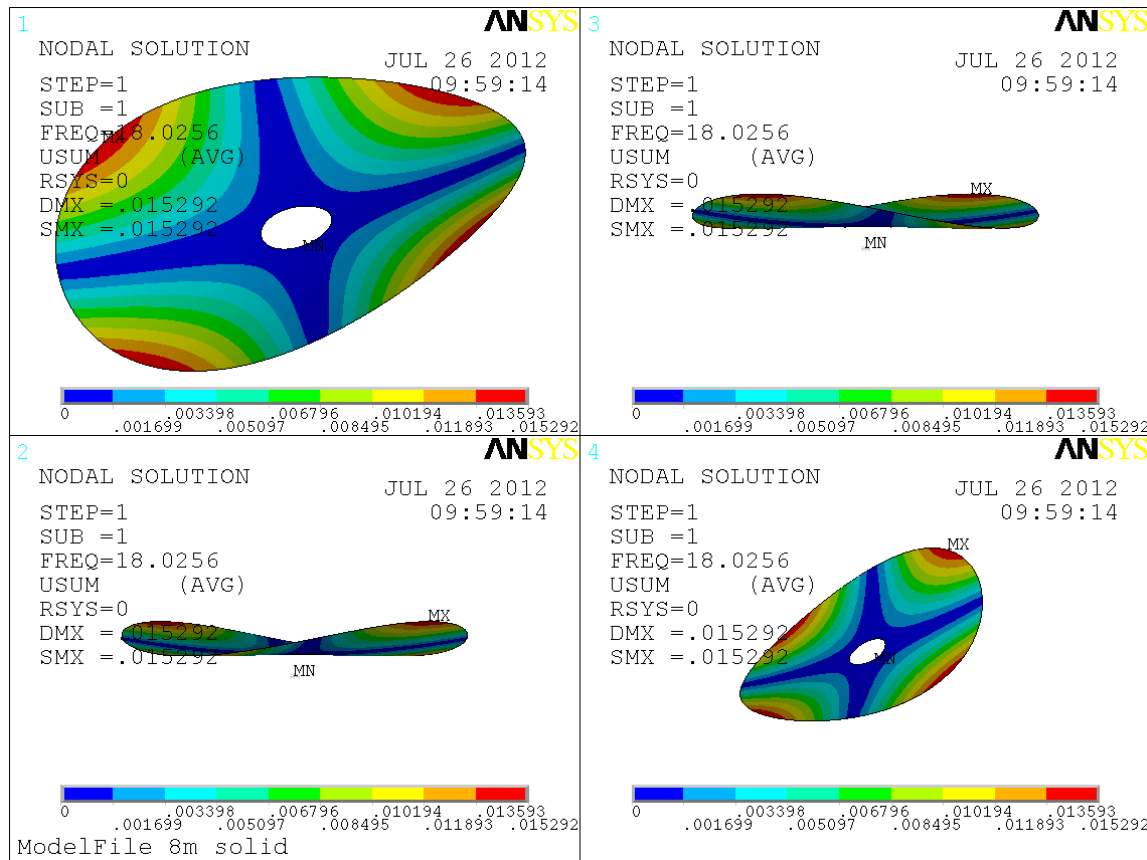 1
ANSYS
NODAL SOLUTION
JUL 26 2012
09:59:14
STEP=1
SUB =1
FREQ=18.0256
MX
USUM (AVG)
RSYS=0
DMX =.015292
SMX =.015292
MN
0 .003398 .006796 .010194 .013593
.001699 .005097 .008495 .011893 .015292
3
ANSYS
NODAL SOLUTION
JUL 26 2012
09:59:14
STEP=1
SUB =1
FREQ=18.0256
USUM (AVG)
RSYS=0
MX
DMX =.015292
SMX =.015292
MN
0 .003398 .006796 .010194 .013593
.001699 .005097 .008495 .011893 .015292
2
ANSYS
NODAL SOLUTION
JUL 26 2012
09:59:14
STEP=1
SUB =1
FREQ=18.0256
USUM (AVG)
RSYS=0
MX
DMX =.015292
SMX =.015292
MN
0 .003398 .006796 .010194 .013593
.001699 .005097 .008495 .011893 .015292
ModelFile 8m solid
4
ANSYS
NODAL SOLUTION
JUL 26 2012
09:59:14
STEP=1
SUB =1
MX
FREQ=18.0256
USUM (AVG)
RSYS=0
DMX =.015292
SMX =.015292
MN
0 .003398 .006796 .010194 .013593
.001699 .005097 .008495 .011893 .015292